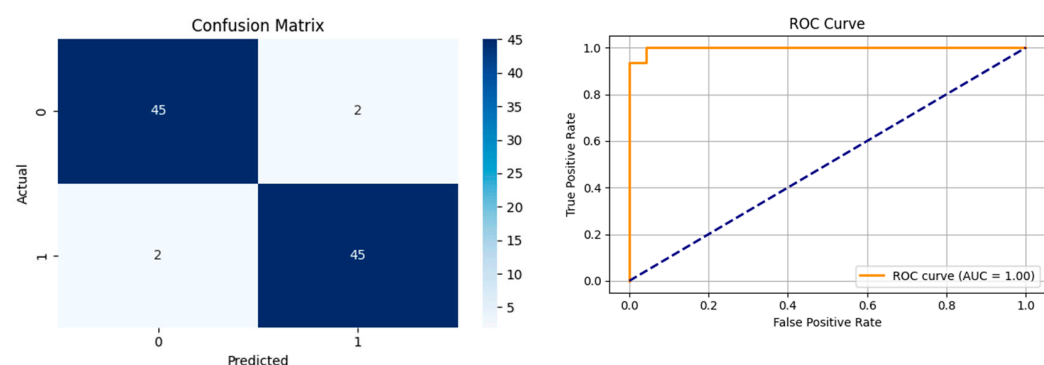 Confusion Matrix
Actual
0
1
45
2
2
45
0
1
Predicted
45
40
35
30
25
20
15
10
5
ROC Curve
True Positive Rate
1.0
0.8
0.6
0.4
0.2
0.0
ROC curve (AUC = 1.00)
0.0 0.2 0.4 0.6 0.8 1.0
False Positive Rate